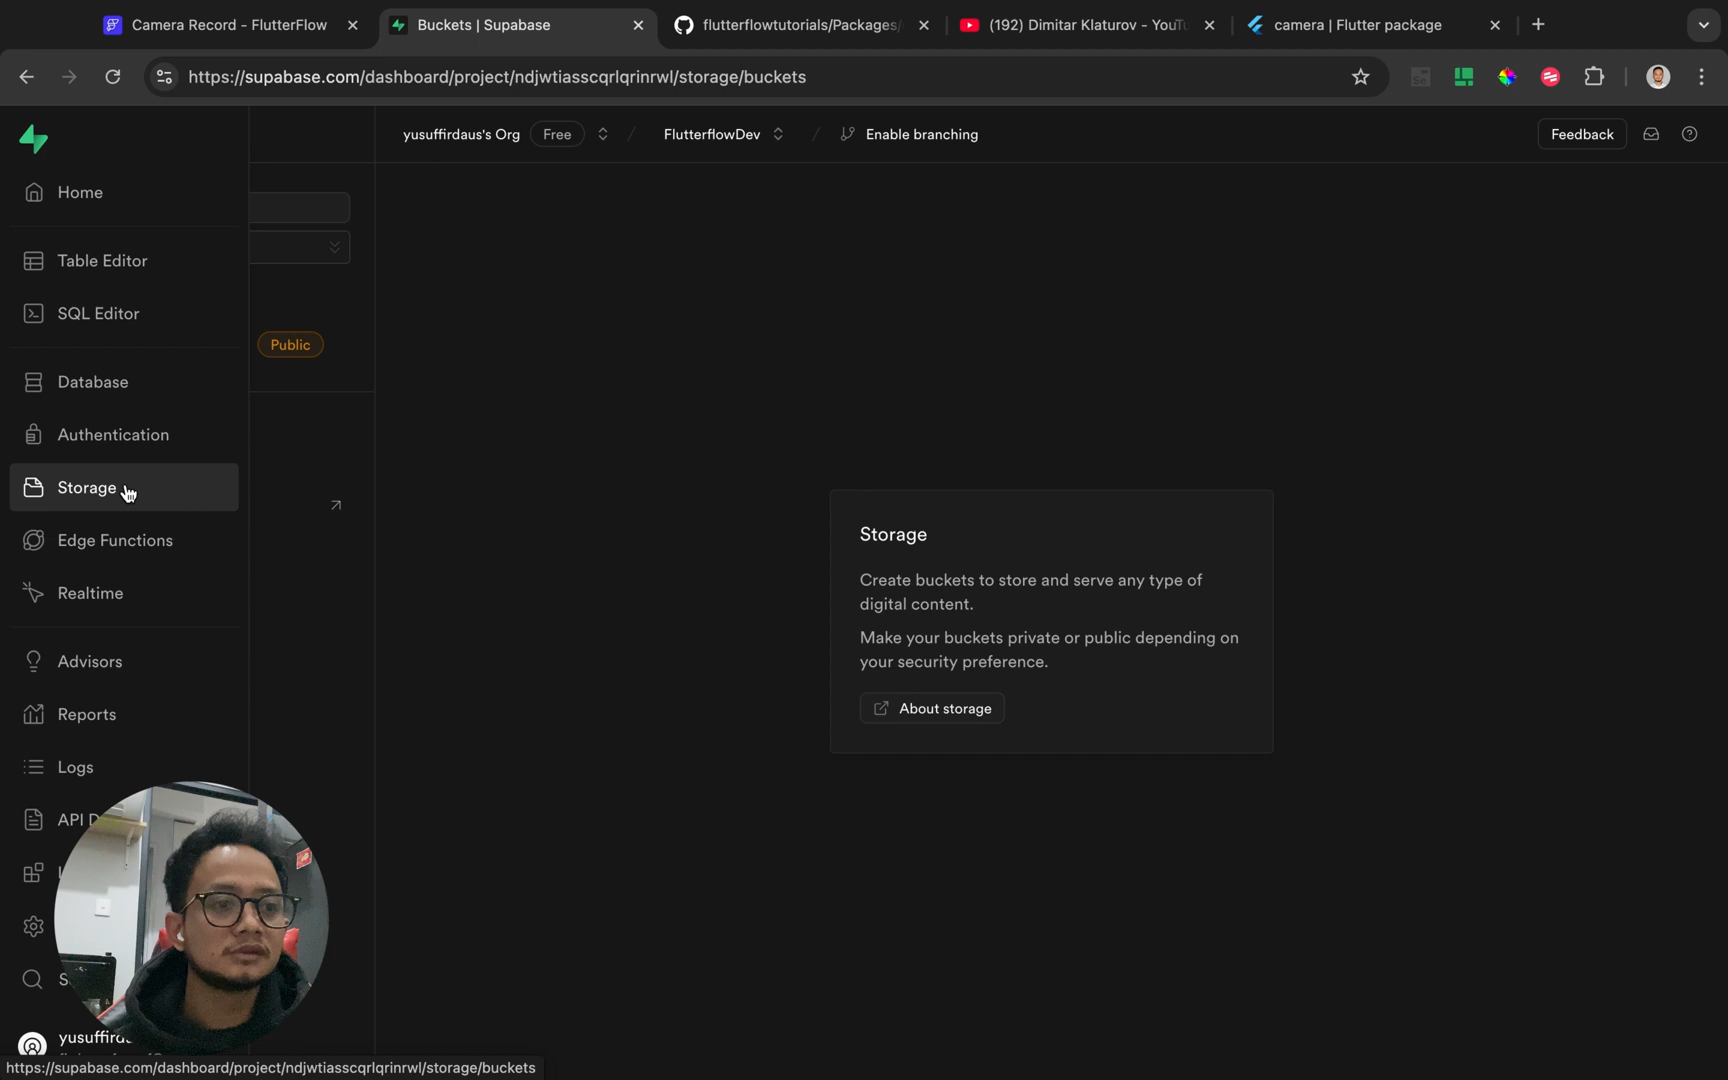 Camera Record - FlutterFlow
Buckets | Supabase
flutterflowtutorials/Packages/
(192) Dimitar Klaturov - YouTu
camera | Flutter package
https://supabase.com/dashboard/project/ndjwtiasscqrlqrinrwl/storage/buckets
yusuffirdaus's Org
Free
/
FlutterflowDev
/
Enable branching
Feedback
Home
Table Editor
SQL Editor
Public
Database
Authentication
Storage
Edge Functions
Realtime
Advisors
Reports
Logs
API D
S
yusuffirda
Storage
Create buckets to store and serve any type of
digital content.
Make your buckets private or public depending on
your security preference.
About storage
https://supabase.com/dashboard/project/ndjwtiasscqrlqrinrwl/storage/buckets